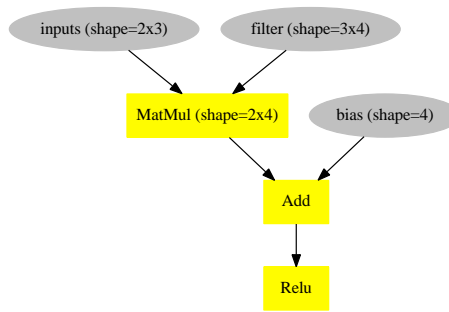 inputs (shape=2x3)
filter (shape=3x4)
MatMul (shape=2x4)
bias (shape=4)
Add
Relu